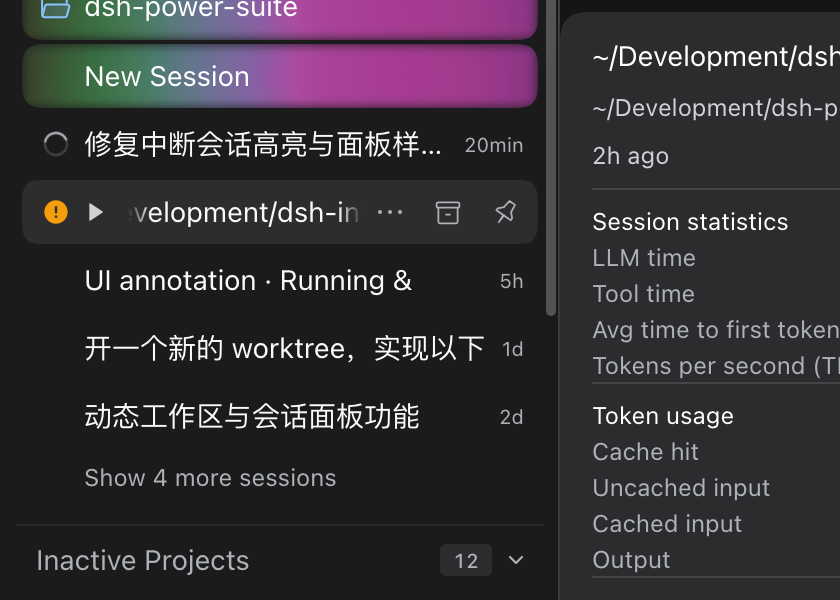 dsh-power-suite
New Session
修复中断会话高亮与面板样... 20min
velopment/dsh-in ···
UI annotation · Running & 5h
开一个新的 worktree，实现以下 1d
动态工作区与会话面板功能 2d
Show 4 more sessions
Inactive Projects 12
~/Development/dsh
~/Development/dsh-p
2h ago
Session statistics
LLM time
Tool time
Avg time to first token
Tokens per second (T
Token usage
Cache hit
Uncached input
Cached input
Output